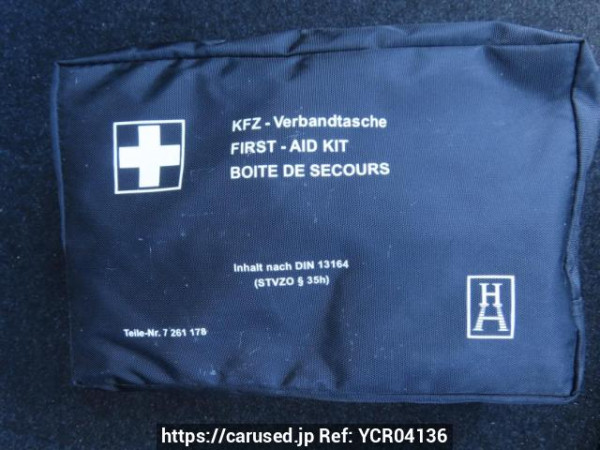 KFZ - Verbandtasche
FIRST - AID KIT
BOITE DE SECOURS
Inhalt nach DIN 13164
(STVZO § 35h)
HA
Teile-Nr. 7 261 178
https://carused.jp Ref: YCR04136